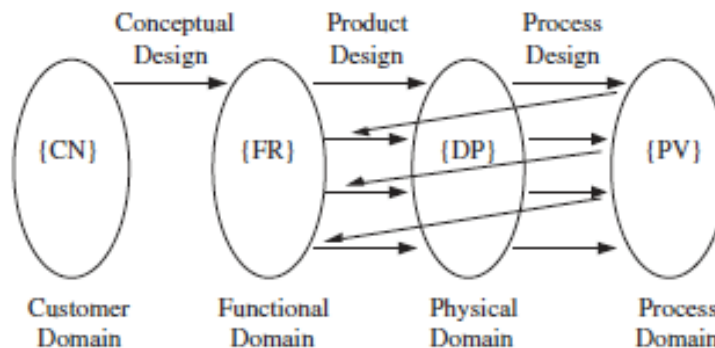 Conceptual Design
Product Design
Process Design
{CN}
{FR}
{DP}
{PV}
Customer Domain
Functional Domain
Physical Domain
Process Domain